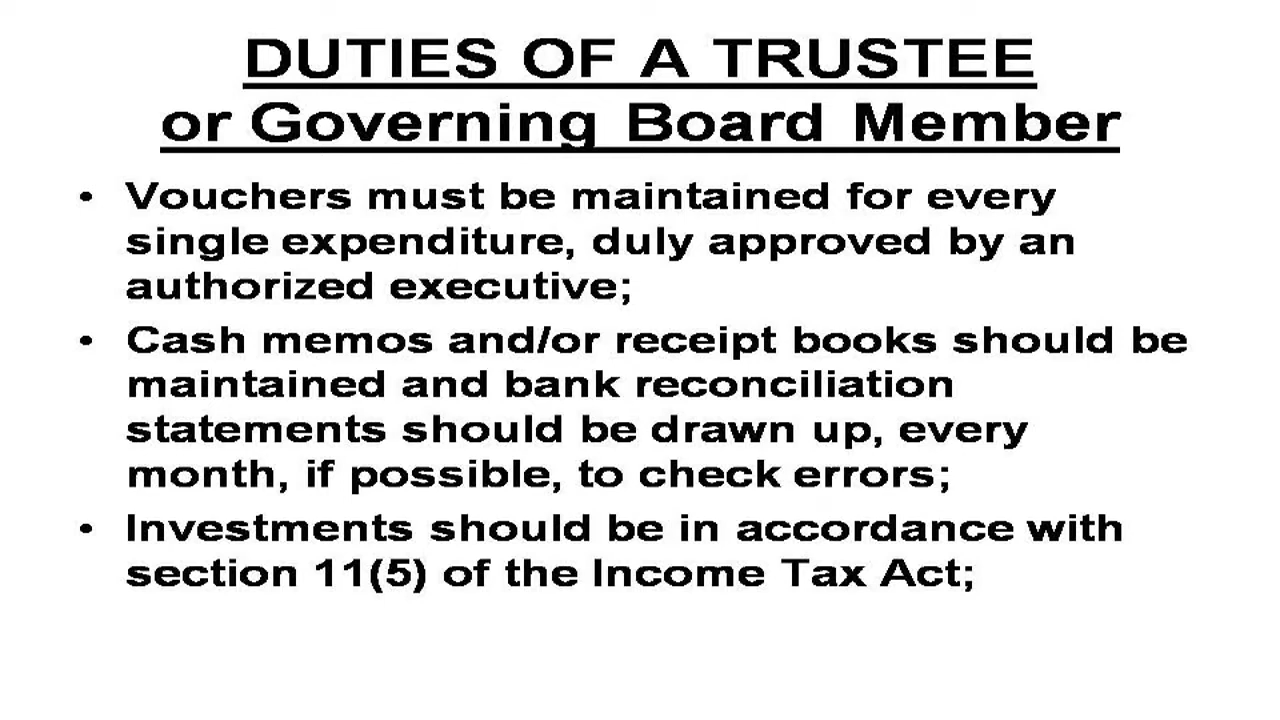 DUTIES OF A TRUSTEE
or Governing Board Member
• Vouchers must be maintained for every
single expenditure, duly approved by an
authorized executive;
• Cash memos and/or receipt books should be
maintained and bank reconciliation
statements should be drawn up, every
month, if possible, to check errors;
• Investments should be in accordance with
section 11(5) of the Income Tax Act;